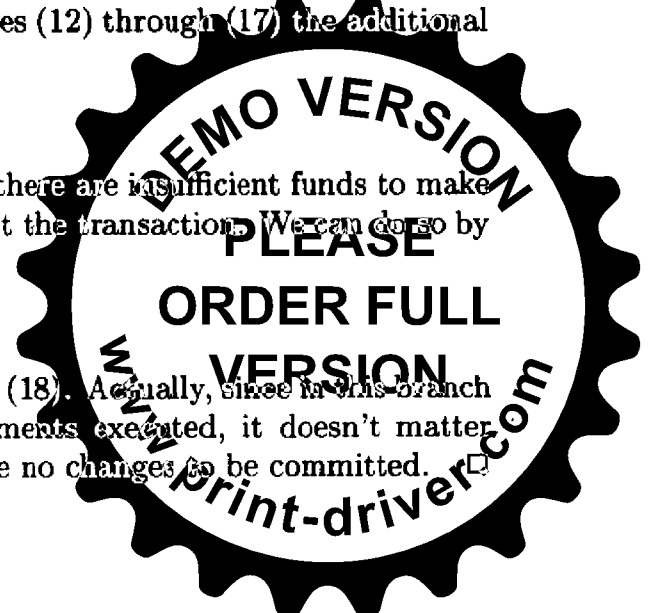 es (12) through (17) the additional
DEMO VERSION
there are insufficient funds to make
t the transaction. We can do so by
PLEASE
ORDER FULL
VERSION
(18). Actually, since in this branch
ments executed, it doesn't matter
e no changes to be committed. □
www.print-driver.com